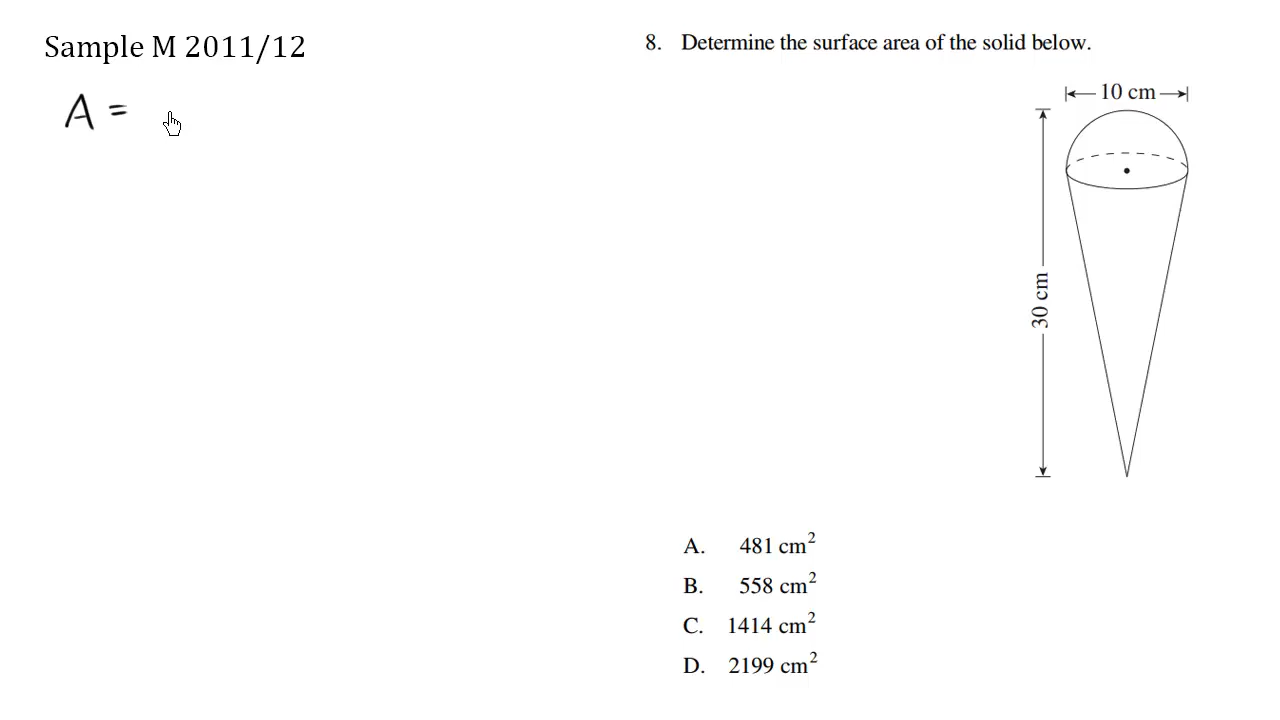 Sample M 2011/12
A =
8. Determine the surface area of the solid below.
10 cm
30 cm
A. 481 cm²
B. 558 cm²
C. 1414 cm²
D. 2199 cm²